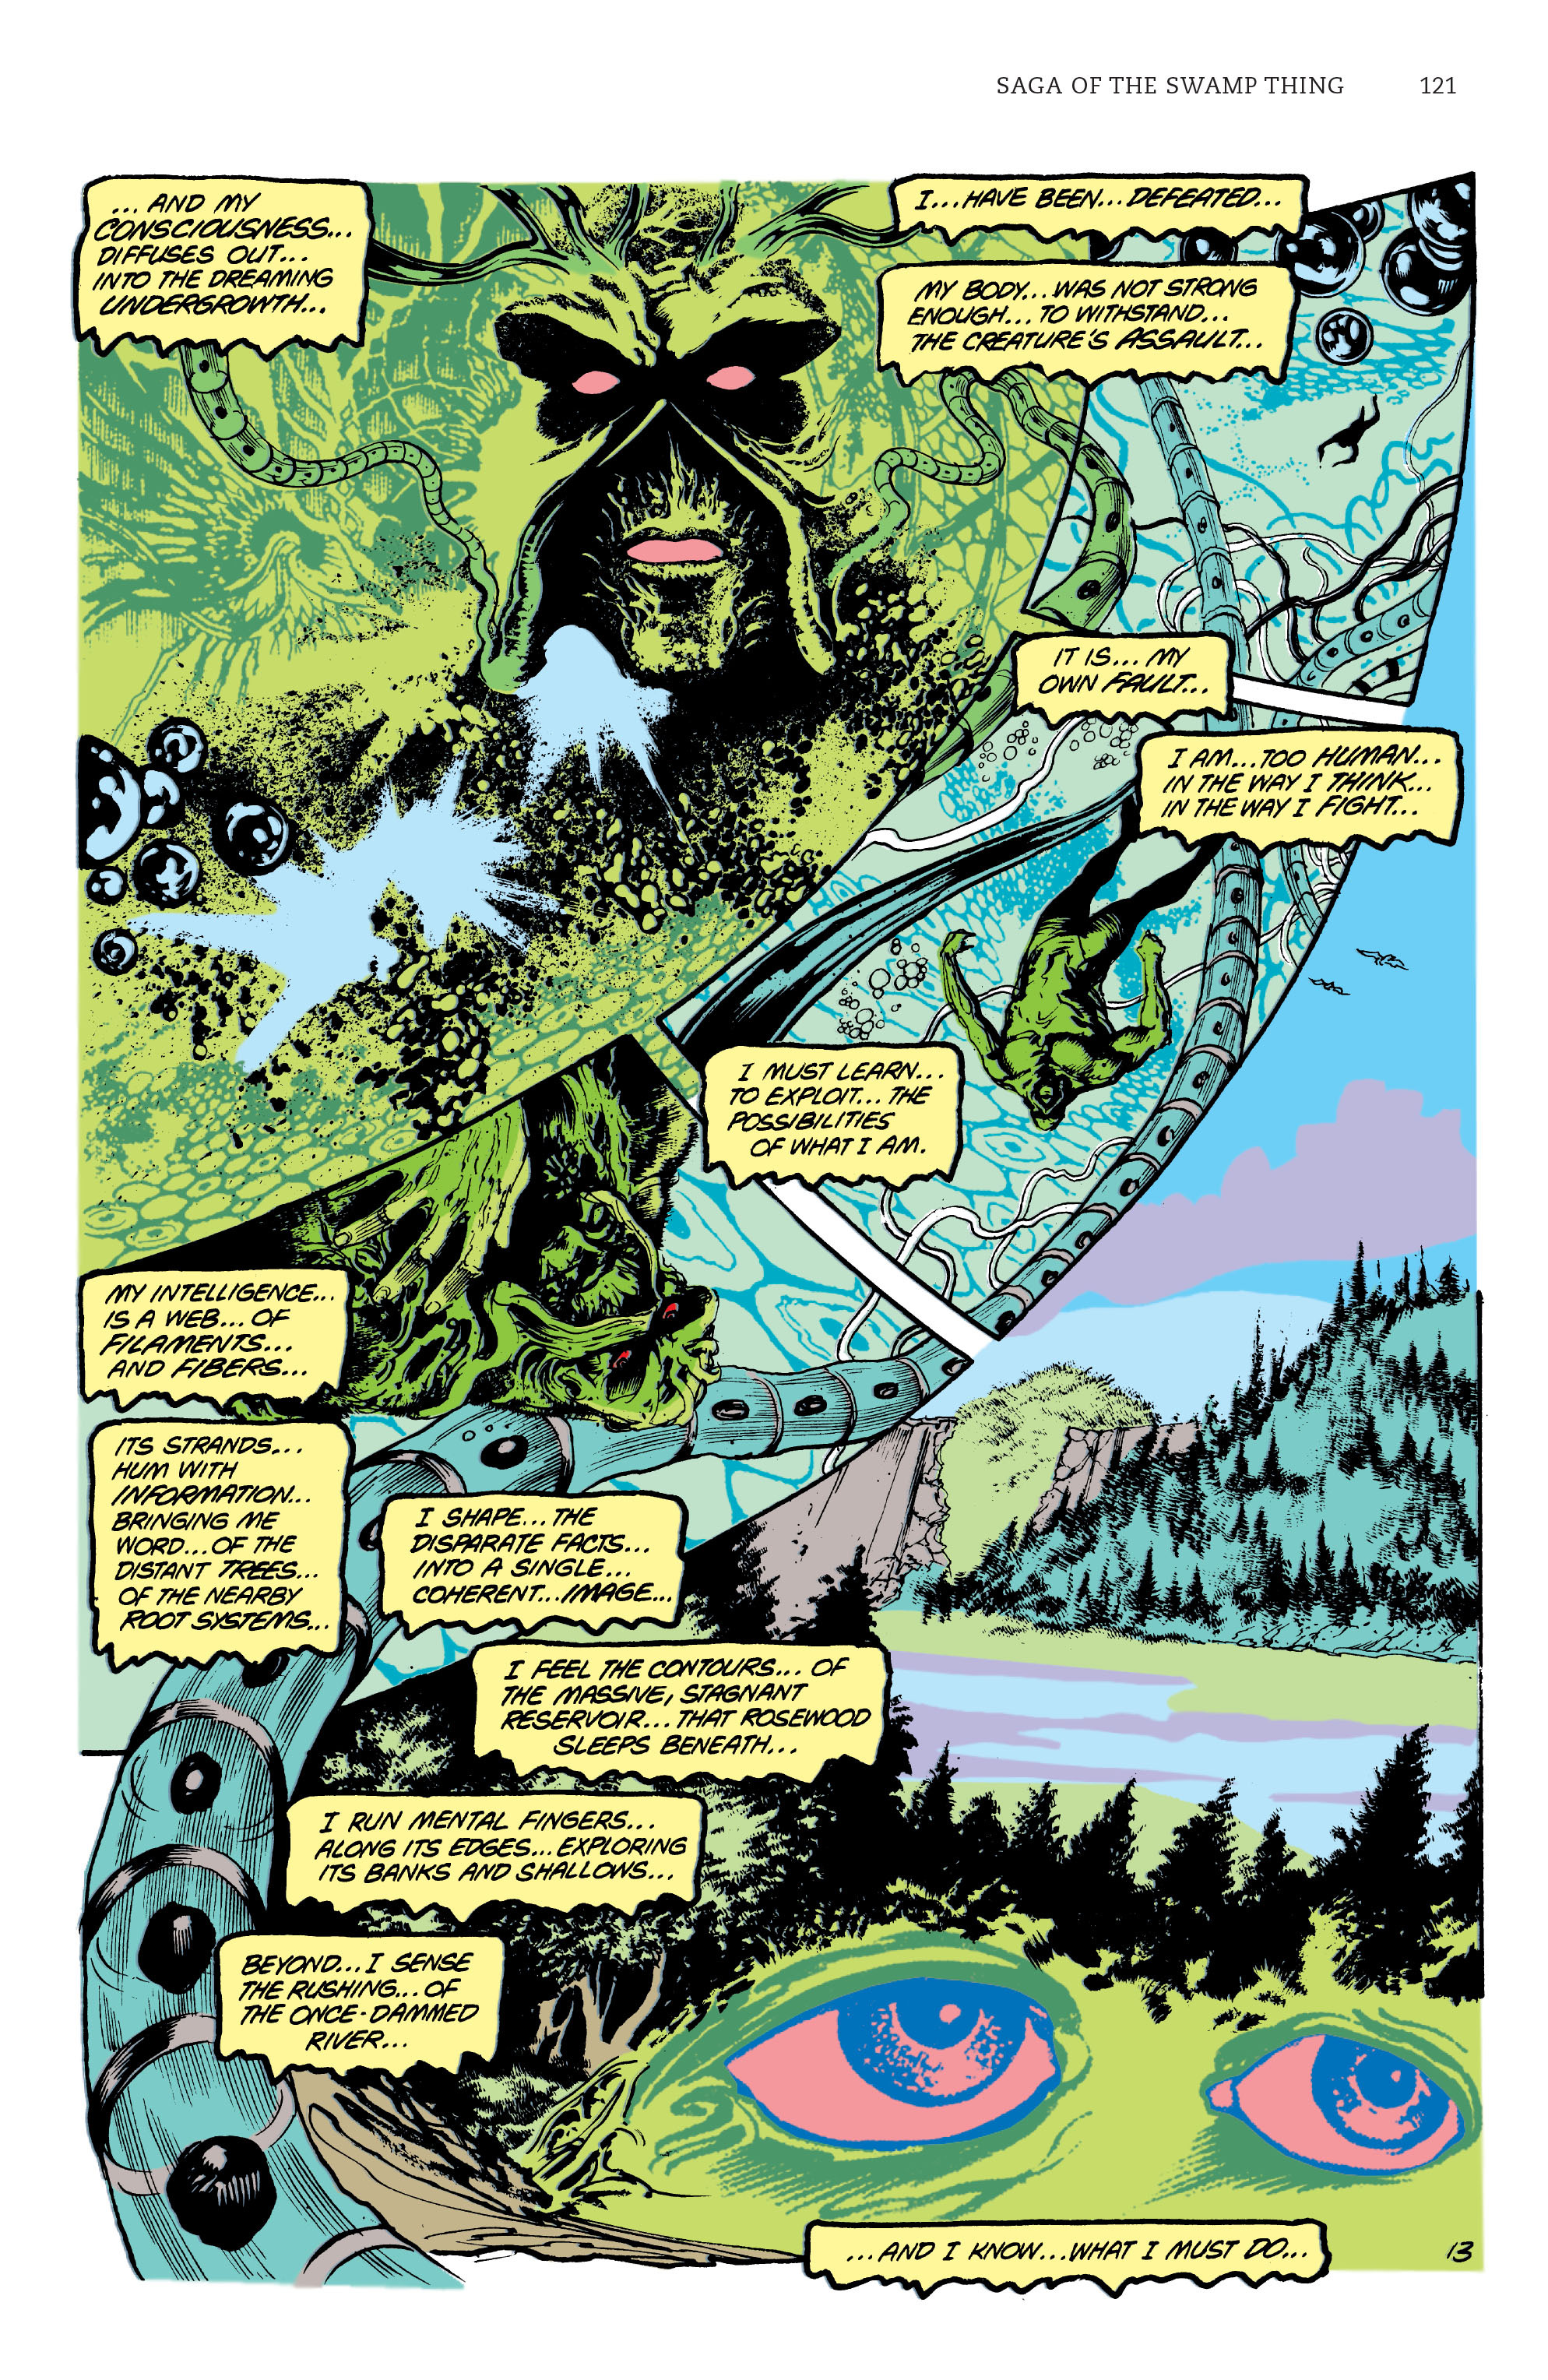 SAGA OF THE SWAMP THING 121
... AND MY
CONSCIOUSNESS...
DIFFUSES OUT...
INTO THE DREAMING
UNDERGROWTH...
I...HAVE BEEN...DEFEATED...
MY BODY...WAS NOT STRONG
ENOUGH...TO WITHSTAND...
THE CREATURE'S ASSAULT...
IT IS... MY
OWN FAULT...
I AM...TOO HUMAN...
IN THE WAY I THINK...
IN THE WAY I FIGHT...
I MUST LEARN...
TO EXPLOIT... THE
POSSIBILITIES
OF WHAT I AM.
MY INTELLIGENCE...
IS A WEB... OF
FILAMENTS...
AND FIBERS...
ITS STRANDS...
HUM WITH
INFORMATION...
BRINGING ME
WORD...OF THE
DISTANT TREES...
OF THE NEARBY
ROOT SYSTEMS...
I SHAPE...THE
DISPARATE FACTS...
INTO A SINGLE...
COHERENT...IMAGE...
I FEEL THE CONTOURS... OF
THE MASSIVE, STAGNANT
RESERVOIR...THAT ROSEWOOD
SLEEPS BENEATH...
I RUN MENTAL FINGERS...
ALONG ITS EDGES...EXPLORING
ITS BANKS AND SHALLOWS...
BEYOND...I SENSE
THE RUSHING...OF
THE ONCE-DAMMED
RIVER...
...AND I KNOW...WHAT I MUST DO...
13